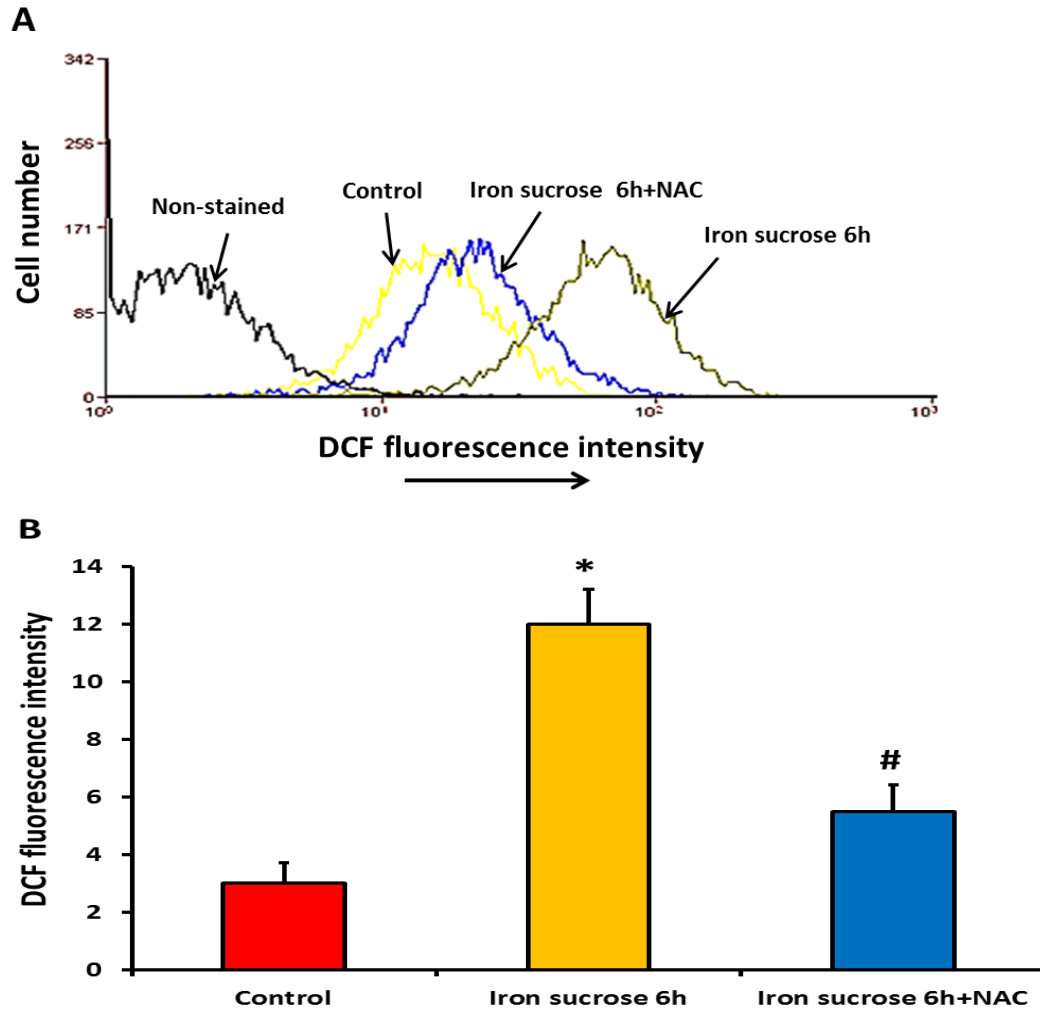 A
342
256
171
85
0
Cell number
Non-stained
Control
Iron sucrose 6h+NAC
Iron sucrose 6h
10⁰ 10¹ 10² 10³
DCF fluorescence intensity
B
14
12
10
8
6
4
2
0
DCF fluorescence intensity
*
#
Control Iron sucrose 6h Iron sucrose 6h+NAC